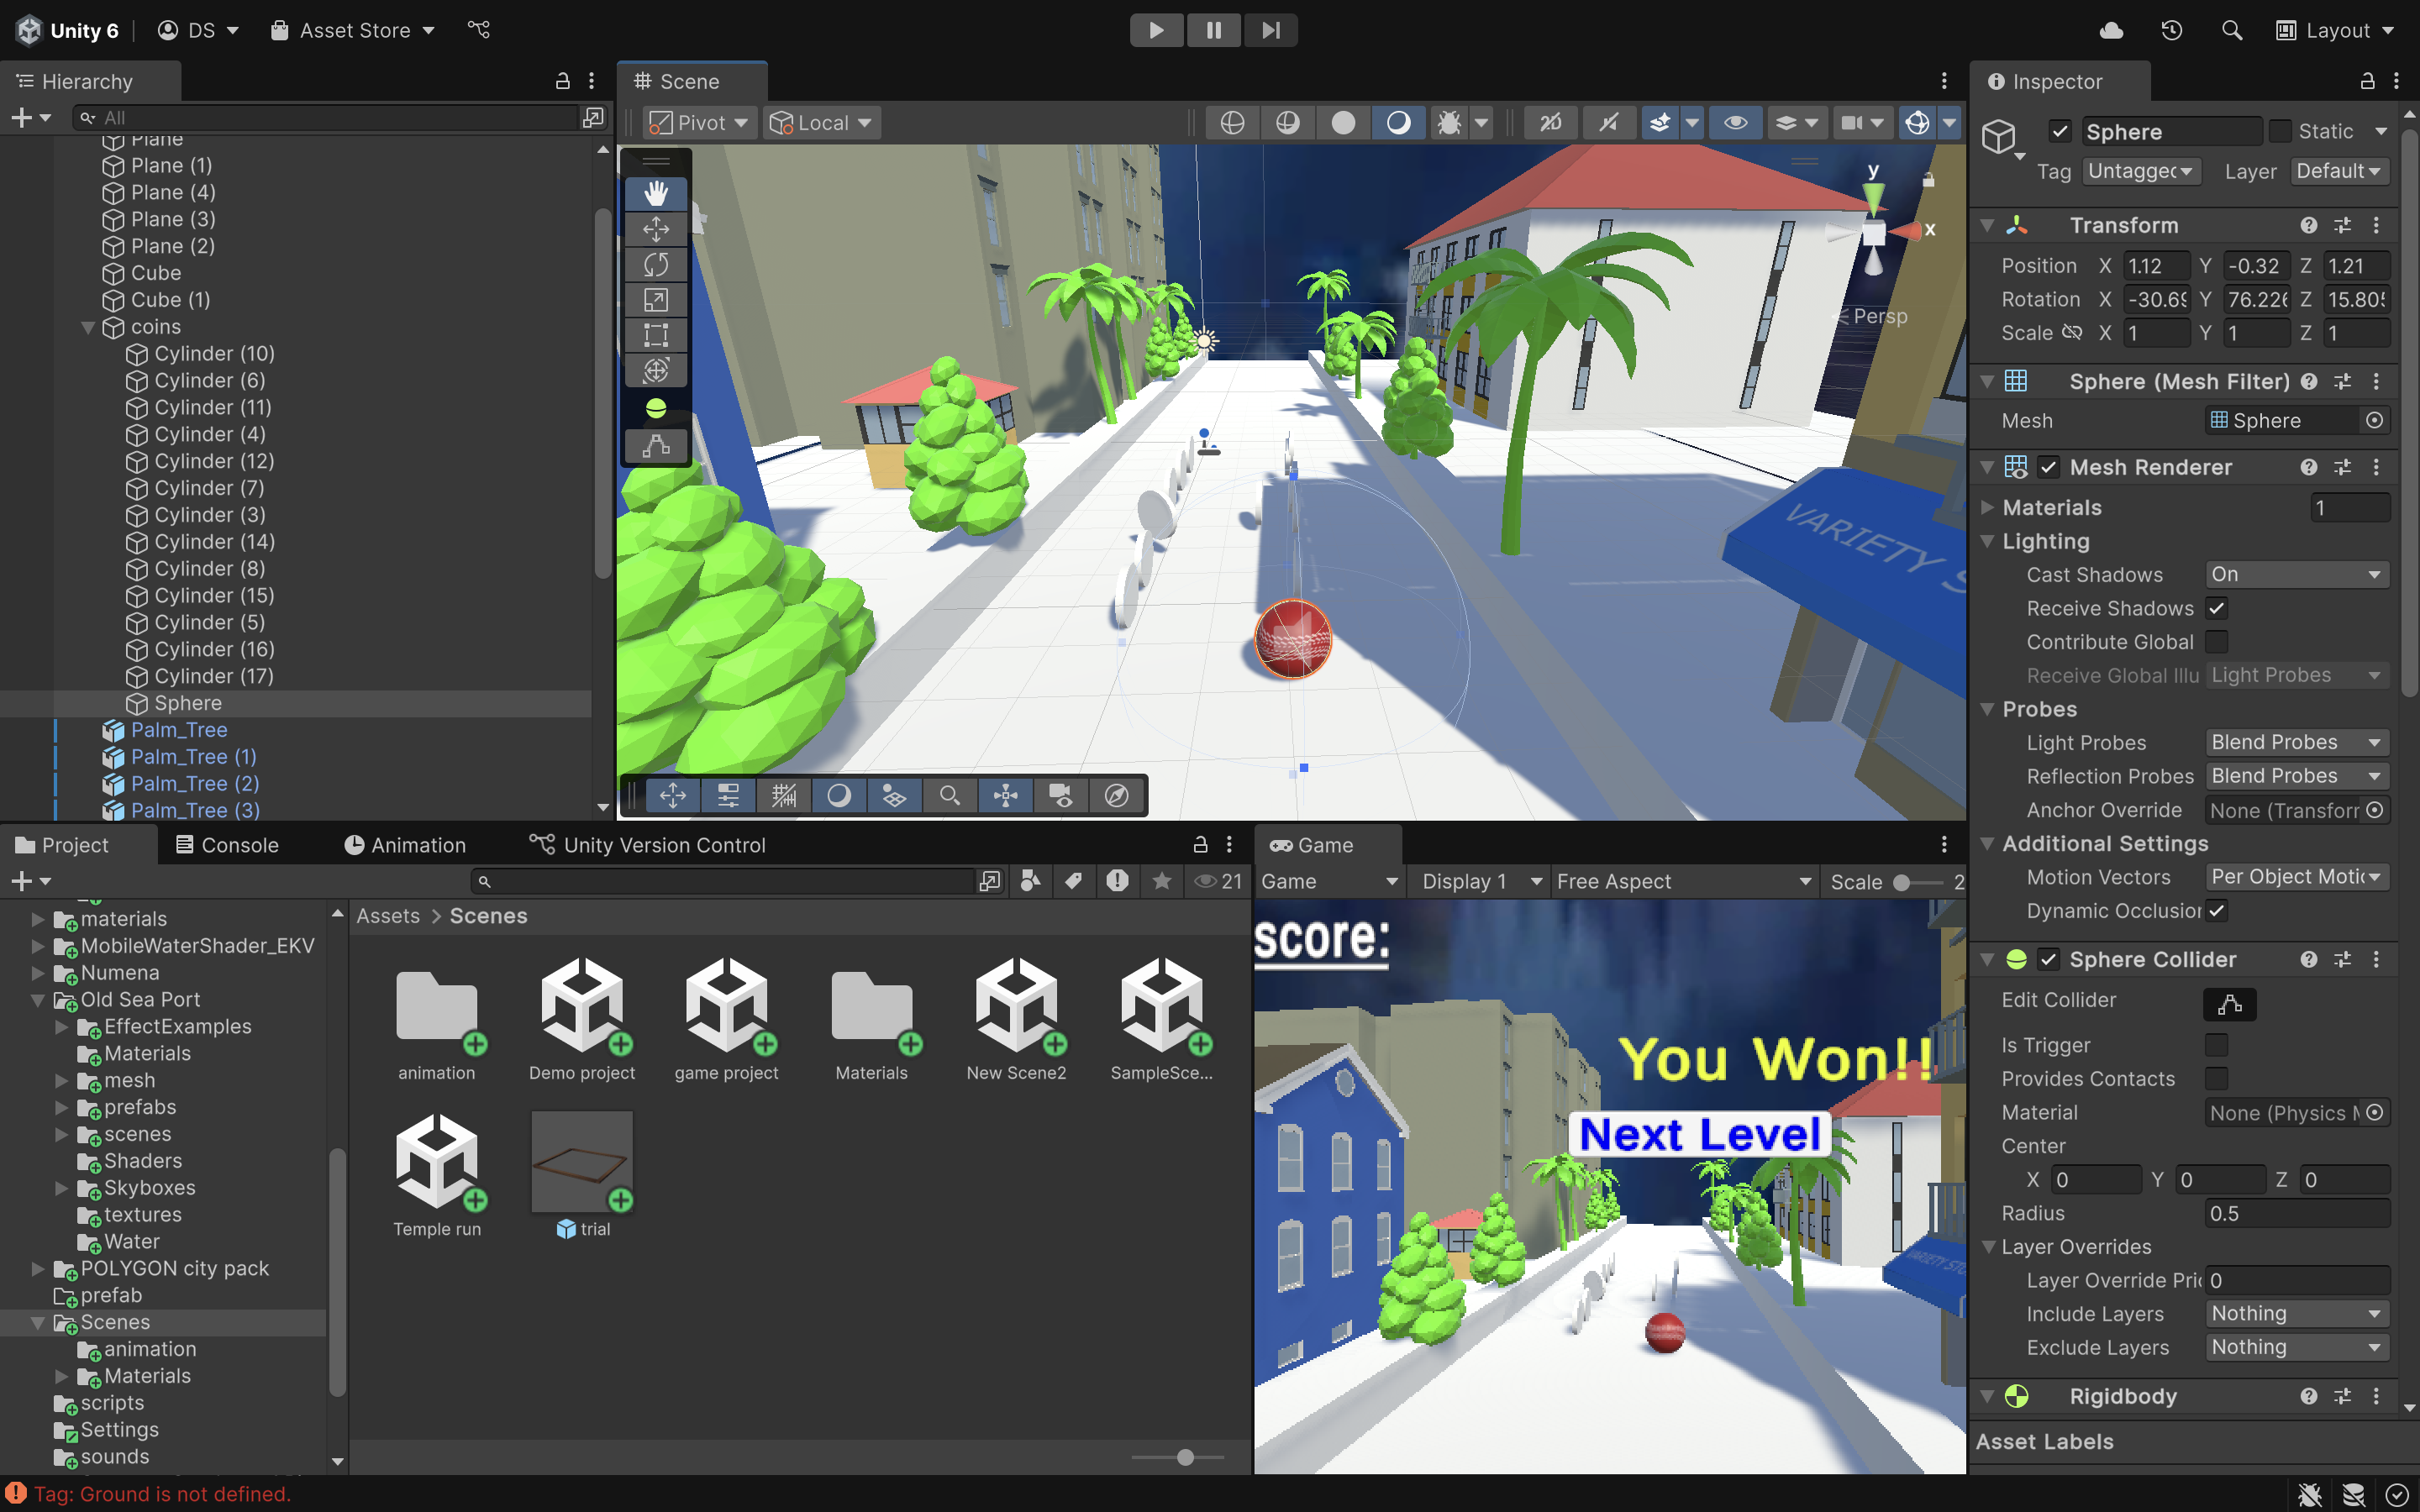 Unity 6
DS
Asset Store
Layout
Hierarchy
All
Plane
Plane (1)
Plane (4)
Plane (3)
Plane (2)
Cube
Cube (1)
coins
Cylinder (10)
Cylinder (6)
Cylinder (11)
Cylinder (4)
Cylinder (12)
Cylinder (7)
Cylinder (3)
Cylinder (14)
Cylinder (8)
Cylinder (15)
Cylinder (5)
Cylinder (16)
Cylinder (17)
Sphere
Palm_Tree
Palm_Tree (1)
Palm_Tree (2)
Palm_Tree (3)
Scene
Pivot
Local
2D
y
x
Persp
VARIETY S
Inspector
Sphere
Static
Tag Untagged Layer Default
Transform
Position X 1.12 Y -0.32 Z 1.21
Rotation X -30.69 Y 76.226 Z 15.805
Scale X 1 Y 1 Z 1
Sphere (Mesh Filter)
Mesh Sphere
Mesh Renderer
Materials 1
Lighting
Cast Shadows On
Receive Shadows
Contribute Global
Receive Global Illu Light Probes
Probes
Light Probes Blend Probes
Reflection Probes Blend Probes
Anchor Override None (Transforr
Additional Settings
Motion Vectors Per Object Motic
Dynamic Occlusior
Sphere Collider
Edit Collider
Is Trigger
Provides Contacts
Material None (Physics M
Center
X 0 Y 0 Z 0
Radius 0.5
Layer Overrides
Layer Override Pric 0
Include Layers Nothing
Exclude Layers Nothing
Rigidbody
Asset Labels
Project
Console
Animation
Unity Version Control
21
materials
MobileWaterShader_EKV
Numena
Old Sea Port
EffectExamples
Materials
mesh
prefabs
scenes
Shaders
Skyboxes
textures
Water
POLYGON city pack
prefab
Scenes
animation
Materials
scripts
Settings
sounds
Assets > Scenes
animation
Demo project
game project
Materials
New Scene2
SampleSce...
Temple run
trial
Game
Game Display 1 Free Aspect Scale 2
score:
You Won!!
Next Level
Tag: Ground is not defined.